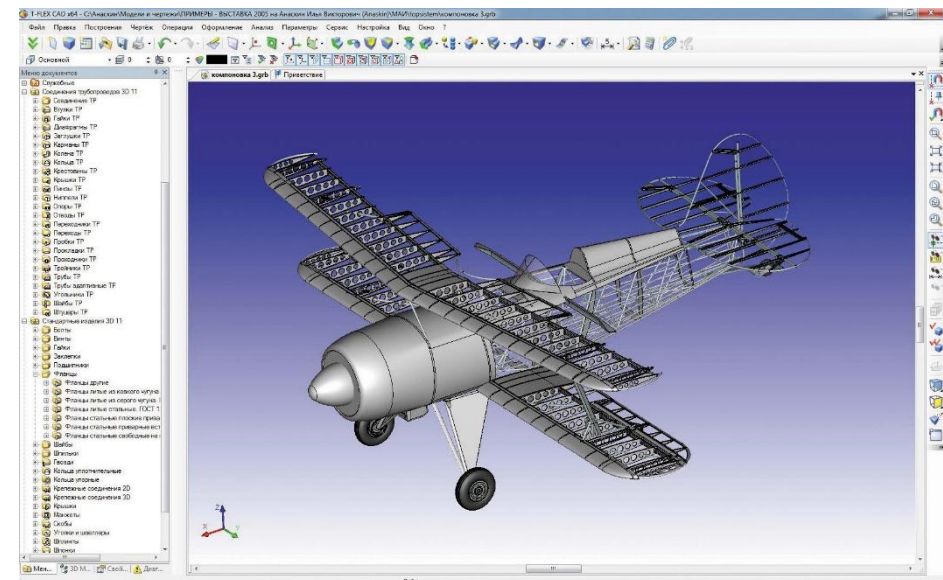 T-FLEX CAD x64 - C:\Анаскин\Модели и чертежи\ПРИМЕРЫ - ВЫСТАВКА 2005 на Анаскин Илья Викторович (Anaskin)\МАИ\topsistem\компоновка 3.grb
Файл Правка Построения Чертёж Операции Оформление Анализ Параметры Сервис Настройка Вид Окно ?
Основной 0 0
Меню документов
компоновка 3.grb Приветствие
Служебные
Соединения трубопроводов 3D 11
Соединение ТР
Втулки ТР
Гайки ТР
Диафрагмы ТР
Заглушки ТР
Карманы ТР
Колена ТР
Кольца ТР
Крестовины ТР
Крышки ТР
Линзы ТР
Ниппели ТР
Опоры ТР
Отводы ТР
Переходники ТР
Переходы ТР
Пробки ТР
Прокладки ТР
Проходники ТР
Тройники ТР
Трубы ТР
Трубы адаптивные ТР
Угольники ТР
Шайбы ТР
Штуцеры ТР
Стандартные изделия 3D 11
Болты
Винты
Гайки
Заклепки
Подшипники
Фланцы
Фланцы другие
Фланцы литые из ковкого чугуна
Фланцы литые из серого чугуна.
Фланцы литые стальные. ГОСТ 1
Фланцы стальные плоские прива
Фланцы стальные приварные вст
Фланцы стальные свободные на
Шайбы
Шпильки
Гвозди
Кольца уплотнительные
Кольца упорные
Крепежные соединения 2D
Крепежные соединения 3D
Крышки
Манжеты
Скобы
Уголки и швеллеры
Шплинты
Шпонки
Z
X Y
Мен... 3D М... Свой... Диаг...